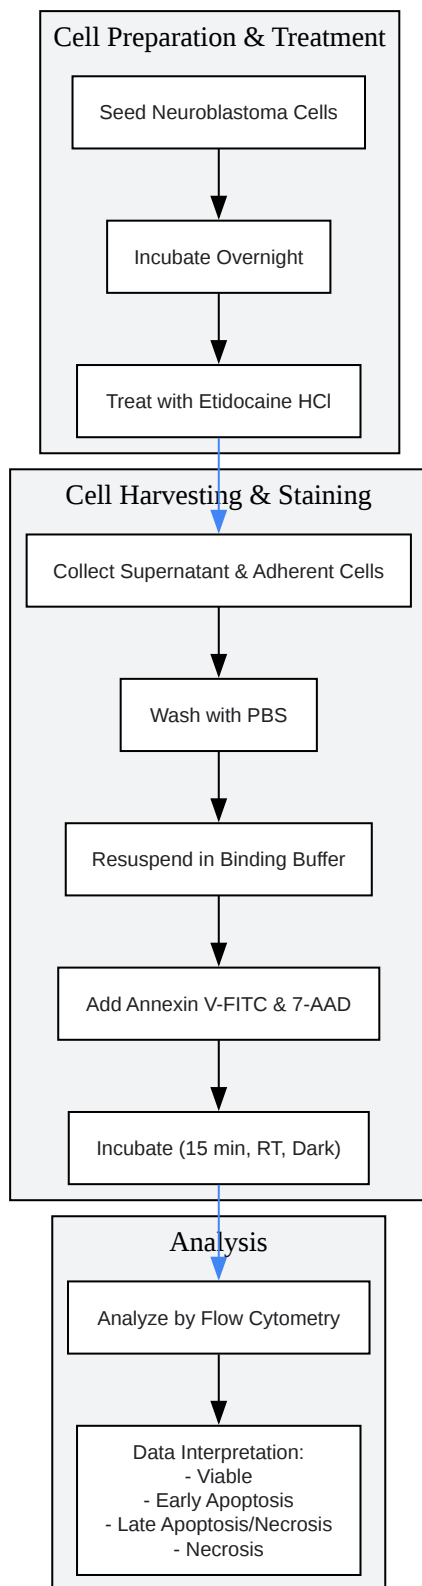 Cell Preparation & Treatment
Seed Neuroblastoma Cells
Incubate Overnight
Treat with Etidocaine HCl
Cell Harvesting & Staining
Collect Supernatant & Adherent Cells
Wash with PBS
Resuspend in Binding Buffer
Add Annexin V-FITC & 7-AAD
Incubate (15 min, RT, Dark)
Analysis
Analyze by Flow Cytometry
Data Interpretation:
- Viable
- Early Apoptosis
- Late Apoptosis/Necrosis
- Necrosis